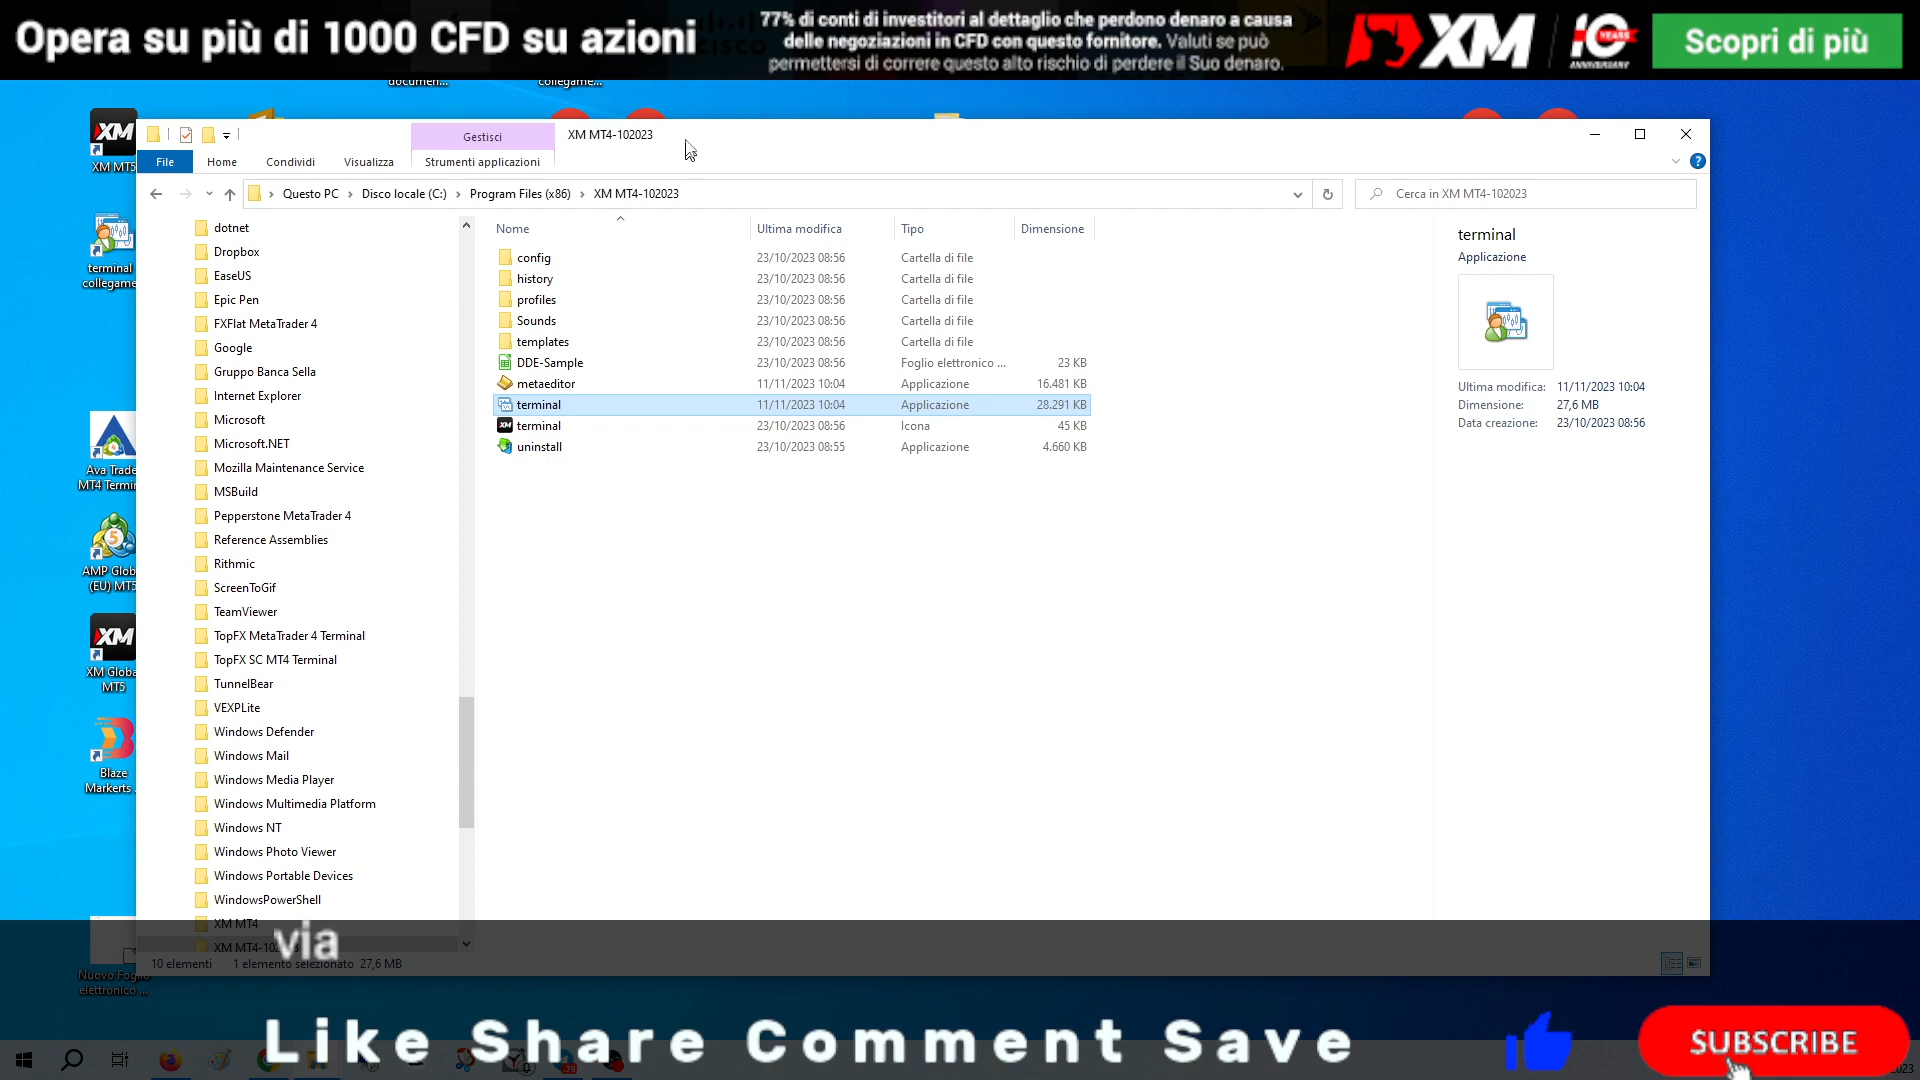 Opera su più di 1000 CFD su azioni
77% di conti di investitori al dettaglio che perdono denaro a causa
delle negoziazioni in CFD con questo fornitore. Valuti se può
permettersi di correre questo alto rischio di perdere il Suo denaro.
XM
10 YEARS
ANNIVERSARY
Scopri di più
documen...
collegame...
Gestisci
XM MT4-102023
File
Home
Condividi
Visualizza
Strumenti applicazioni
Questo PC
Disco locale (C:)
Program Files (x86)
XM MT4-102023
Cerca in XM MT4-102023
XM
XM MT5
terminal
collegame
Ava Trade
MT4 Termin
5
AMP Glob
(EU) MT5
XM
XM Globa
MT5
Blaze
Markerts
Nuovo Fogli
elettronico ...
dotnet
Dropbox
EaseUS
Epic Pen
FXFlat MetaTrader 4
Google
Gruppo Banca Sella
Internet Explorer
Microsoft
Microsoft.NET
Mozilla Maintenance Service
MSBuild
Pepperstone MetaTrader 4
Reference Assemblies
Rithmic
ScreenToGif
TeamViewer
TopFX MetaTrader 4 Terminal
TopFX SC MT4 Terminal
TunnelBear
VEXPLite
Windows Defender
Windows Mail
Windows Media Player
Windows Multimedia Platform
Windows NT
Windows Photo Viewer
Windows Portable Devices
WindowsPowerShell
XM MT4
XM MT4-102
Nome Ultima modifica Tipo Dimensione
config 23/10/2023 08:56 Cartella di file
history 23/10/2023 08:56 Cartella di file
profiles 23/10/2023 08:56 Cartella di file
Sounds 23/10/2023 08:56 Cartella di file
templates 23/10/2023 08:56 Cartella di file
DDE-Sample 23/10/2023 08:56 Foglio elettronico ... 23 KB
metaeditor 11/11/2023 10:04 Applicazione 16.481 KB
terminal 11/11/2023 10:04 Applicazione 28.291 KB
terminal 23/10/2023 08:56 Icona 45 KB
uninstall 23/10/2023 08:55 Applicazione 4.660 KB
terminal
Applicazione
Ultima modifica: 11/11/2023 10:04
Dimensione: 27,6 MB
Data creazione: 23/10/2023 08:56
via
10 elementi 1 elemento selezionato 27,6 MB
Like Share Comment Save
SUBSCRIBE